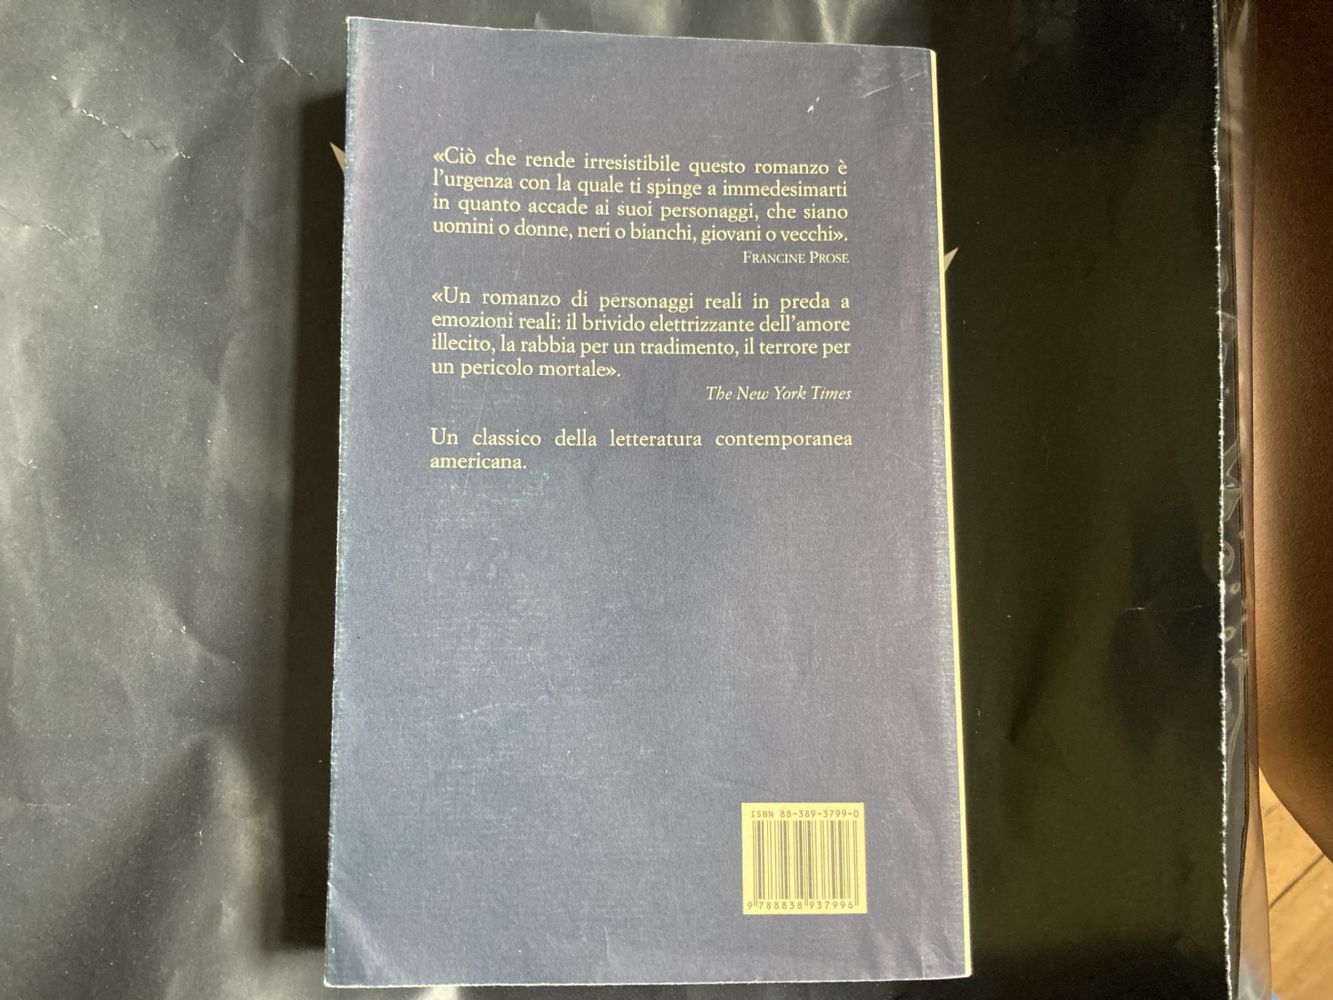 «Ciò che rende irresistibile questo romanzo è
l'urgenza con la quale ti spinge a immedesimarti
in quanto accade ai suoi personaggi, che siano
uomini o donne, neri o bianchi, giovani o vecchi».
FRANCINE PROSE
«Un romanzo di personaggi reali in preda a
emozioni reali: il brivido elettrizzante dell'amore
illecito, la rabbia per un tradimento, il terrore per
un pericolo mortale».
The New York Times
Un classico della letteratura contemporanea
americana.
ISBN 88-389-3799-0
9 788838 937996